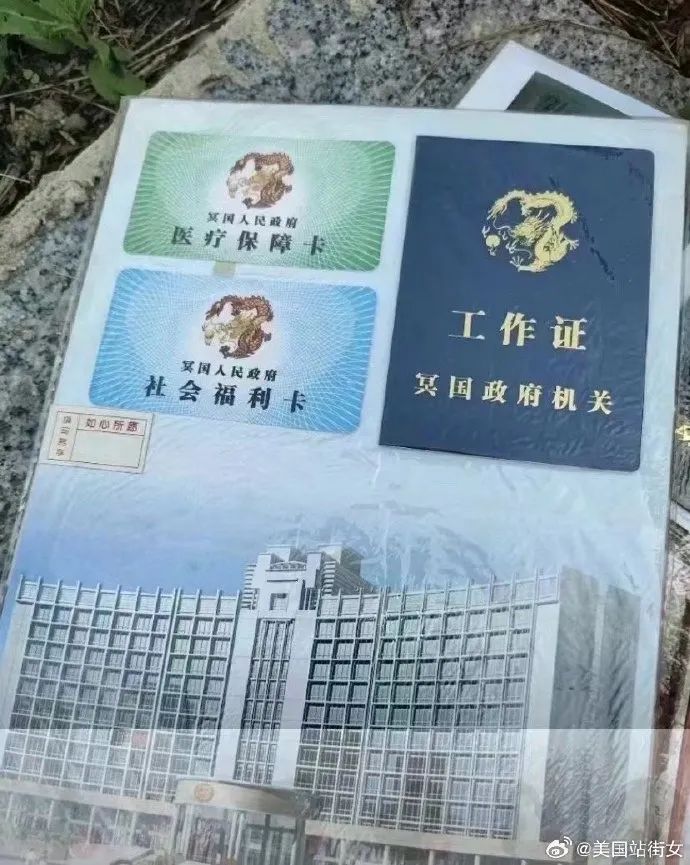 冥国人民政府
医疗保障卡
冥国人民政府
社会福利卡
工作证
冥国政府机关
如心所愿
@美国站街女